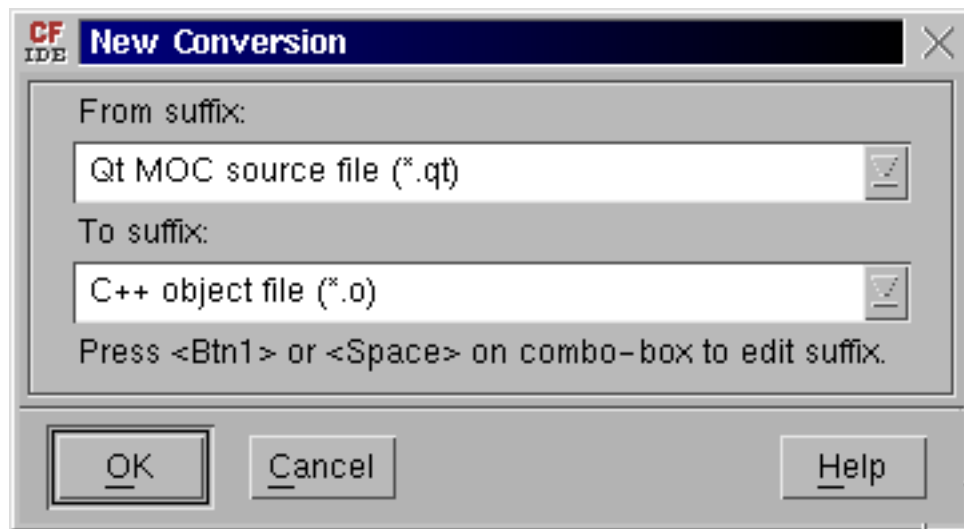 CF
IDE
New Conversion
From suffix:
Qt MOC source file (*.qt)
To suffix:
C++ object file (*.o)
Press <Btn1> or <Space> on combo-box to edit suffix.
OK
Cancel
Help